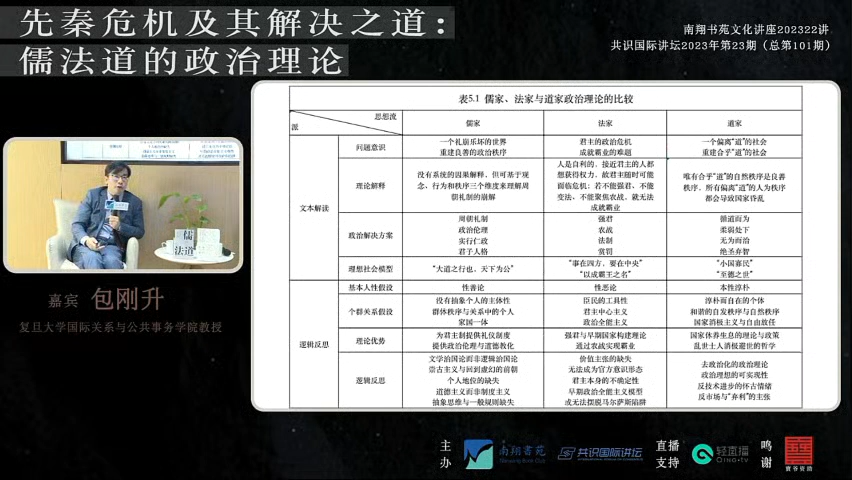 先秦危机及其解决之道：
儒法道的政治理论
南翔书苑文化讲座202322讲
共识国际讲坛2023年第23期（总第101期）
表5.1 儒家、法家与道家政治理论的比较
思想流
派
儒家
法家
道家
文本解读
问题意识
一个礼崩乐坏的世界
重建良善的政治秩序
君主的政治危机
成就霸业的难题
一个偏离“道”的社会
重建合乎“道”的社会
理论解释
没有系统的因果解释，但可基于观
念、行为和秩序三个维度来理解周
朝礼制的崩解
人是自利的，接近君主的人都
想获得权力，故君主随时可能
面临危机；若不能强君、不能
变法、不能聚焦农战，就无法
成就霸业
唯有合乎“道”的自然秩序是良善
秩序，所有偏离“道”的人为秩序
都会导致国家昏乱
政治解决方案
周朝礼制
政治伦理
实行仁政
君子人格
强君
农战
法制
赏罚
循道而为
柔弱处下
无为而治
绝圣弃智
理想社会模型
“大道之行也，天下为公”
“事在四方，要在中央”
“以成霸王之名”
“小国寡民”
“至德之世”
逻辑反思
基本人性假设
性善论
性恶论
本性淳朴
个群关系假设
没有抽象个人的主体性
群体秩序与关系中的个人
家国一体
臣民的工具性
君主中心主义
政治全能主义
淳朴而自在的个体
和谐的自发秩序与自然秩序
国家消极主义与自由放任
理论优势
为君主制提供礼仪制度
提供政治伦理与道德教化
强君与早期国家构建理论
通过农战实现霸业
国家休养生息的理论与政策
乱世士人消极避世的哲学
逻辑反思
文学治国论而非逻辑治国论
崇古主义与回到虚幻的前朝
个人地位的缺失
道德主义而非制度主义
抽象思维与一般规则缺失
价值主张的缺失
无法成为官方意识形态
君主本身的不确定性
早期政治全能主义模型
成无法摆脱马尔萨斯陷阱
去政治化的政治理论
政治理想的可实现性
反技术进步的怀古情绪
反市场与“弃利”的主张
儒
法道
嘉宾 包刚升
复旦大学国际关系与公共事务学院教授
主办
南翔書苑
共识国际讲坛
直播支持
轻直播
Qing·tv
鸣谢